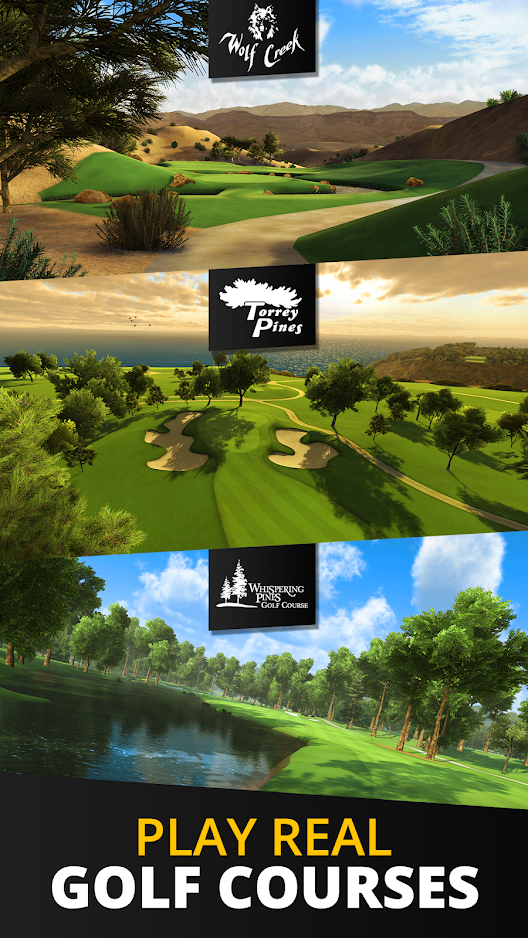 Wolf Creek
Torrey
Pines
WHISPERING
PINES
GOLF COURSE
PLAY REAL
GOLF COURSES